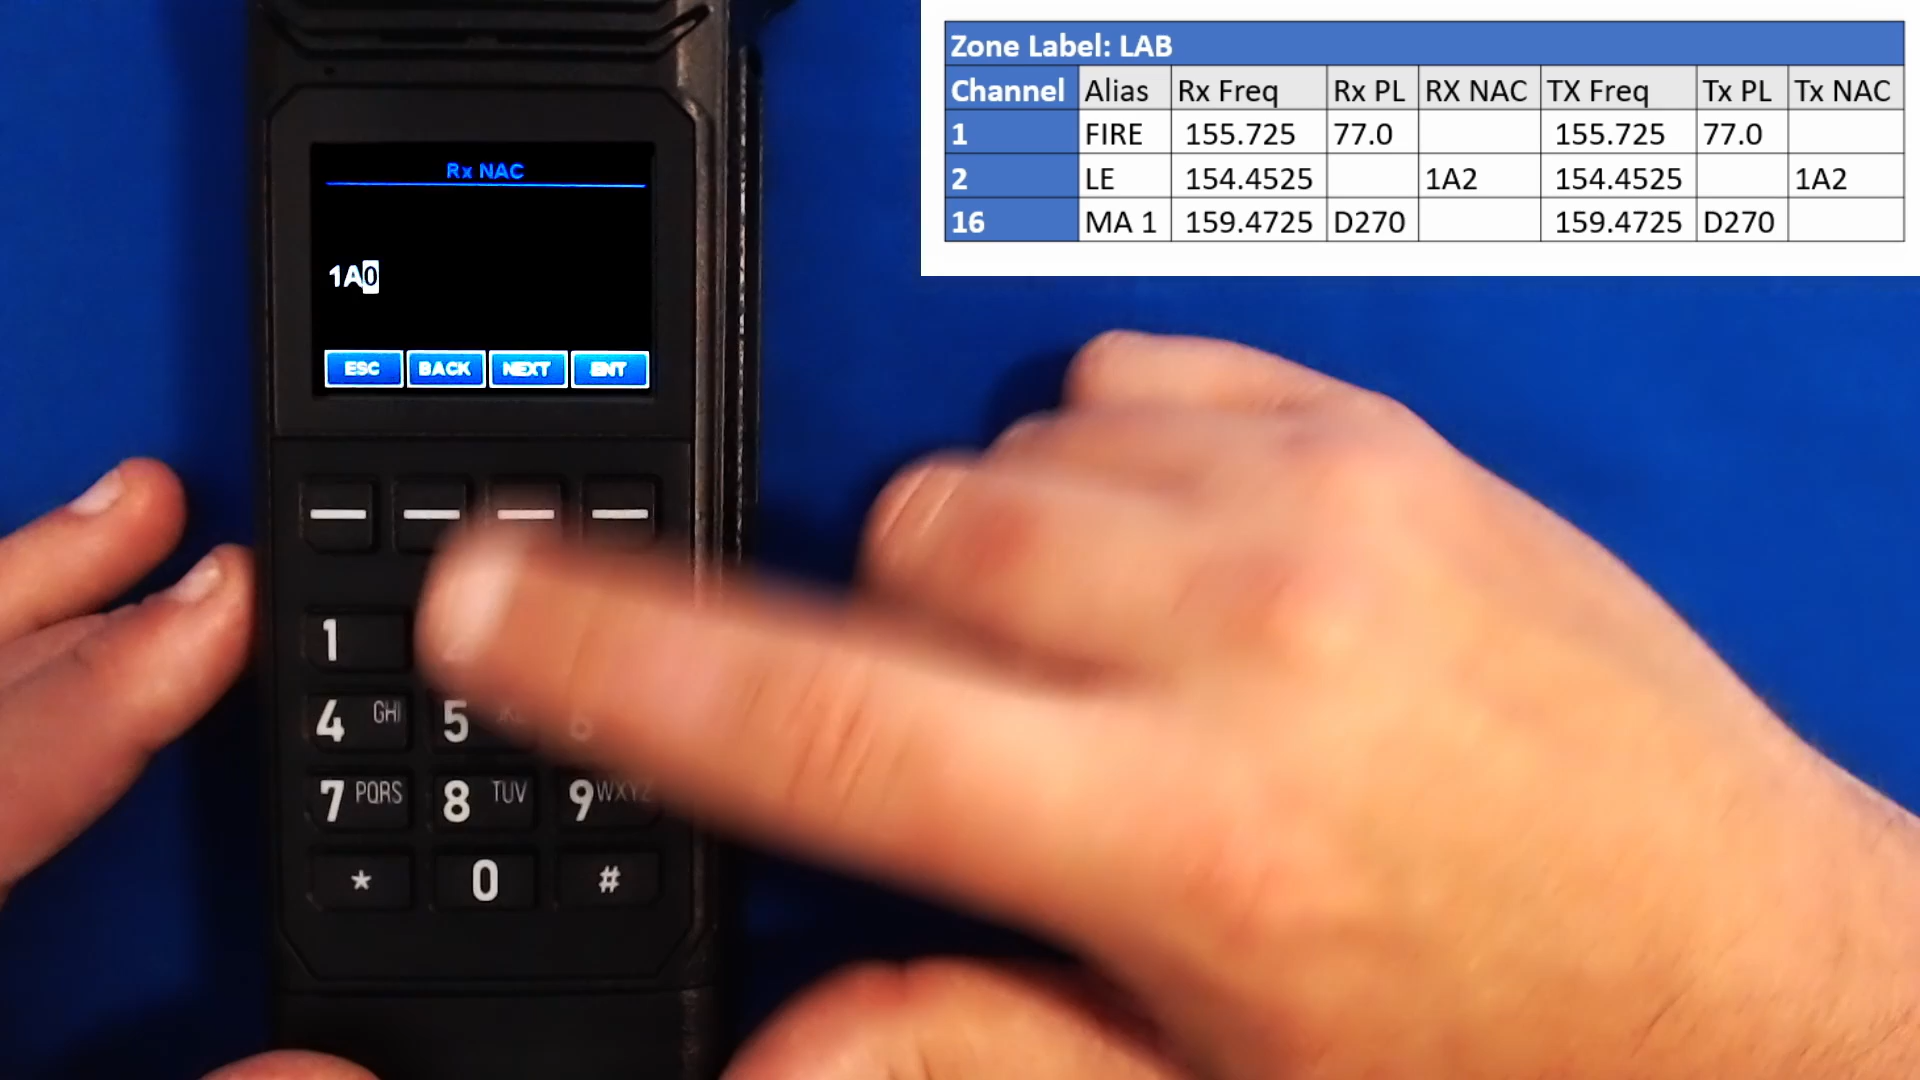 Rx NAC
1A0
ESC BACK NEXT ENT
1
4 GHI 5 6
7 PQRS 8 TUV 9 WXYZ
* 0 #
Zone Label: LAB
Channel Alias Rx Freq Rx PL RX NAC TX Freq Tx PL Tx NAC
1 FIRE 155.725 77.0 155.725 77.0
2 LE 154.4525 1A2 154.4525 1A2
16 MA 1 159.4725 D270 159.4725 D270